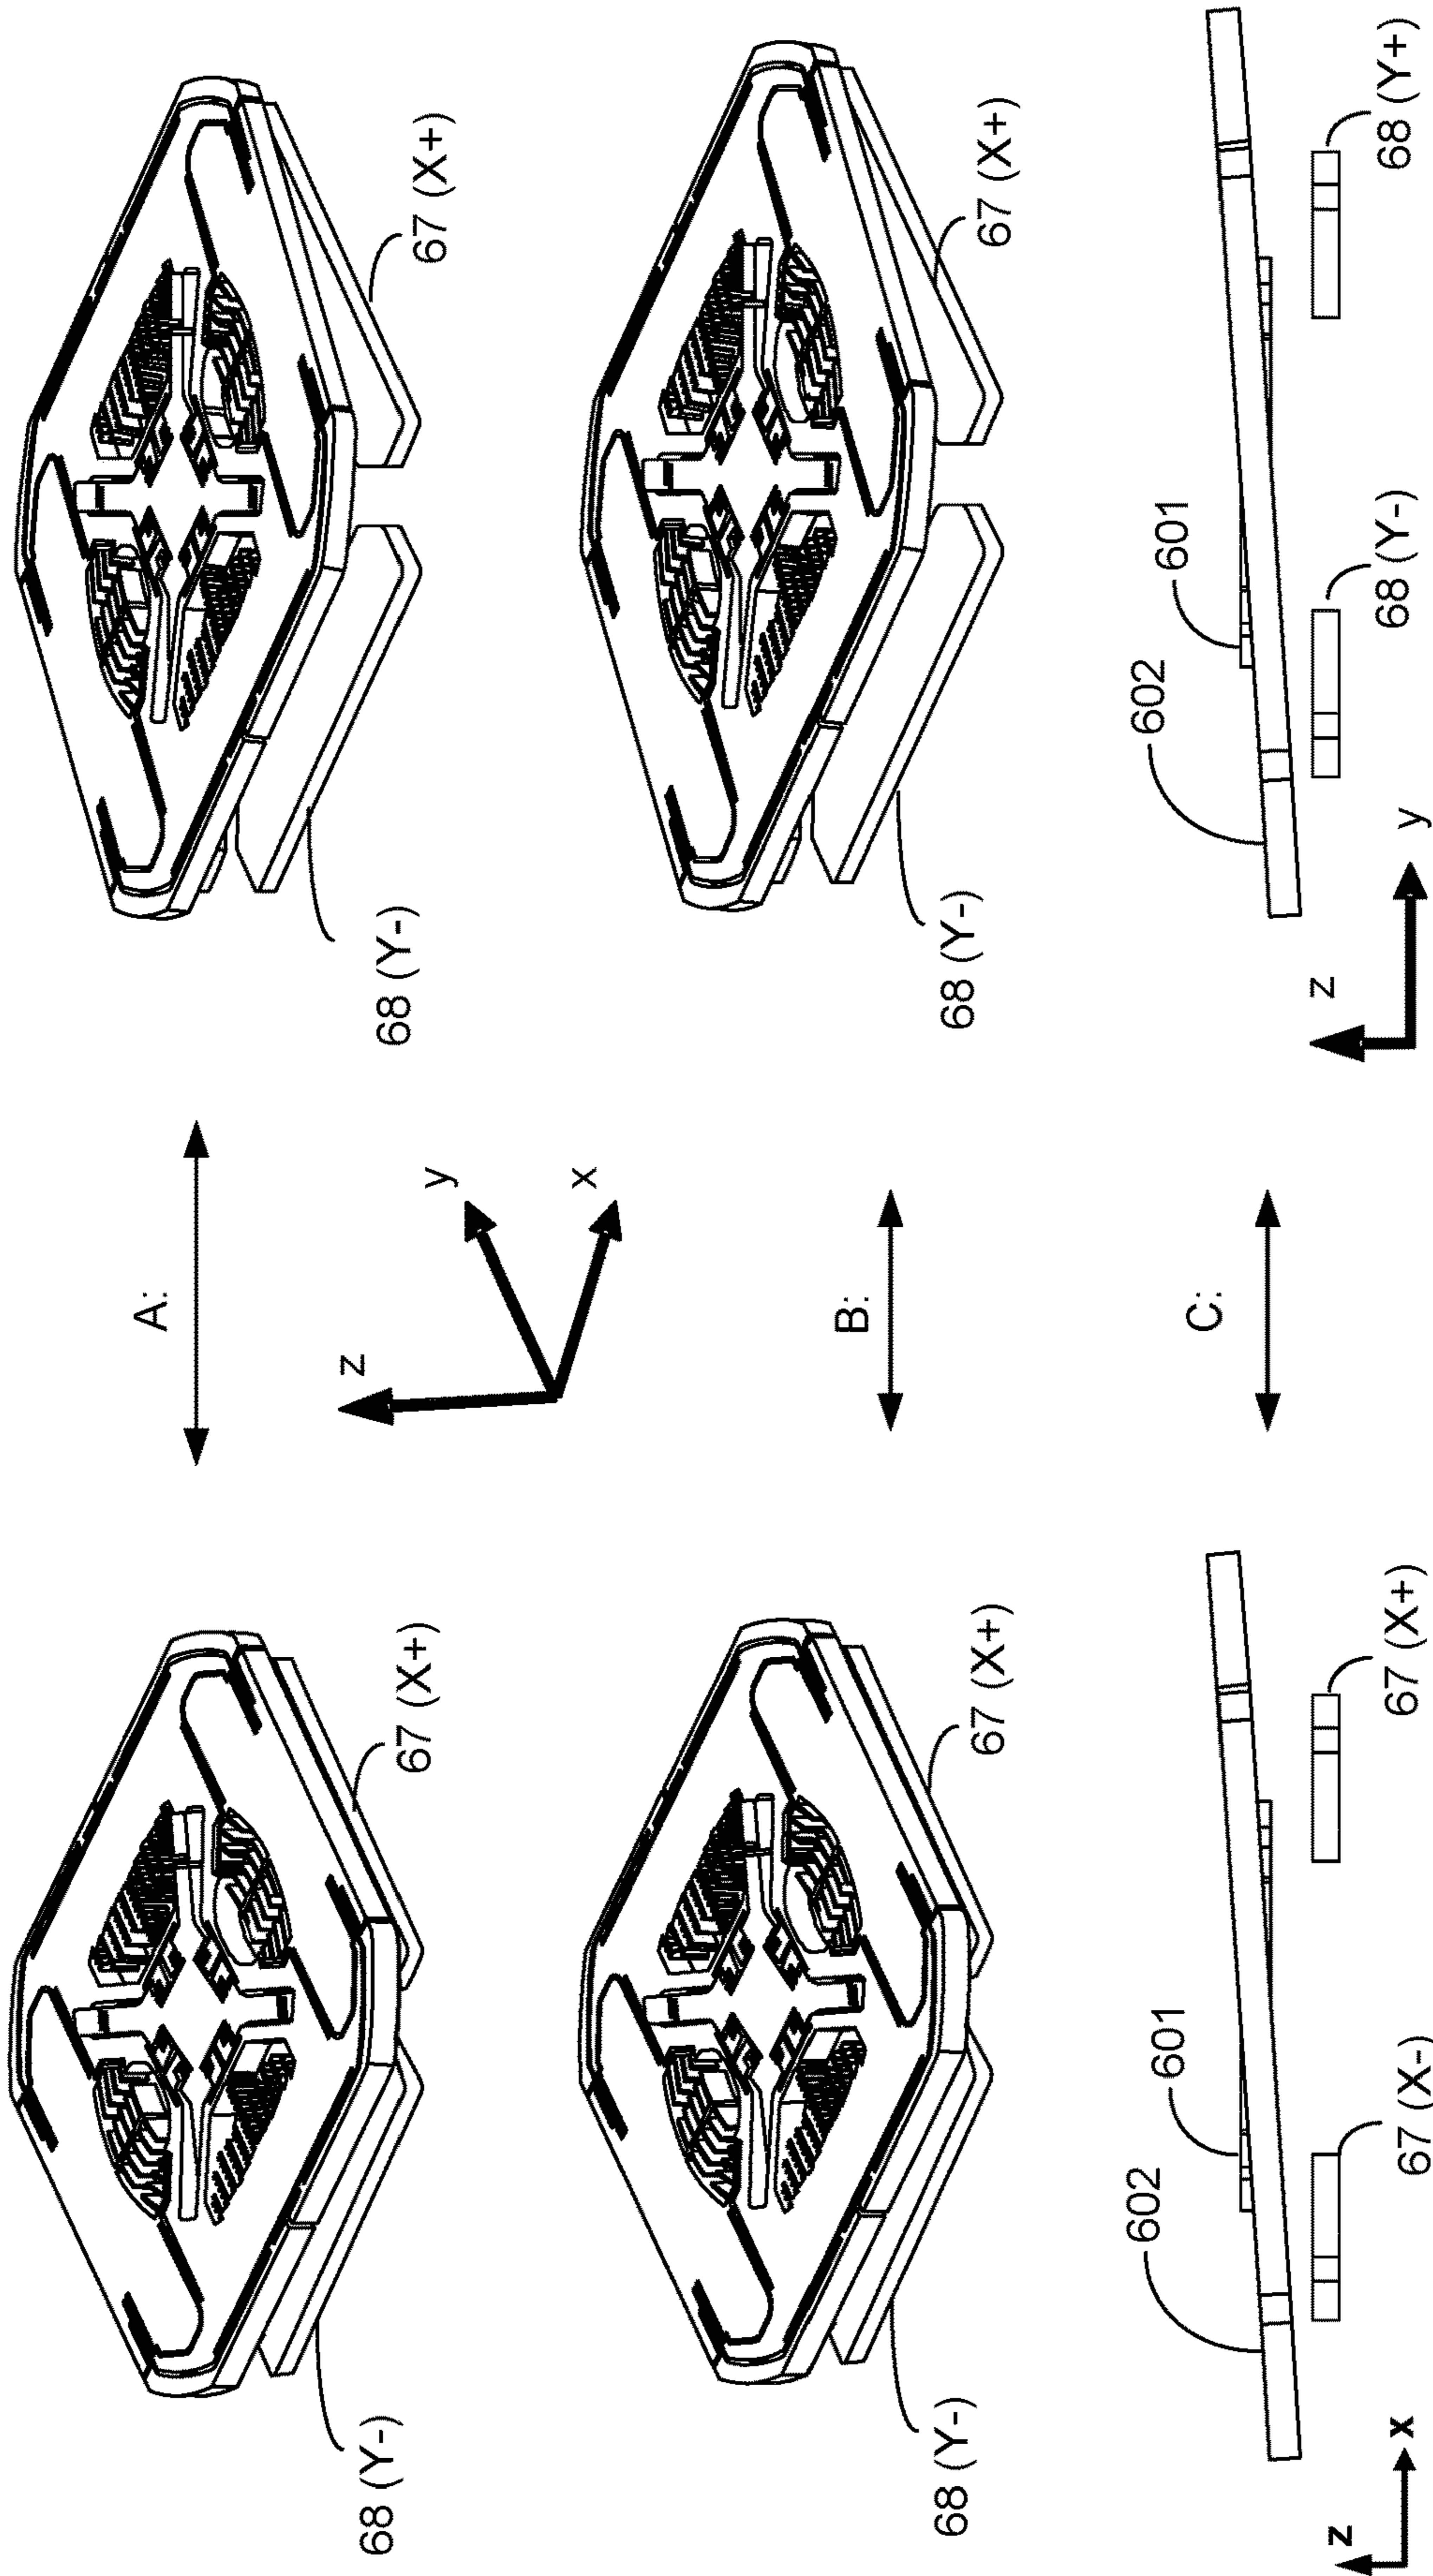 A:
68 (Y-)
67 (X+)
68 (Y-)
67 (X+)
z
y
x
B:
68 (Y-)
67 (X+)
68 (Y-)
67 (X+)
C:
602
601
67 (X-)
67 (X+)
z
x
602
601
68 (Y-)
68 (Y+)
z
y